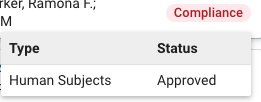 rker, Ramona F.;
M
Compliance
Type Status
Human Subjects Approved